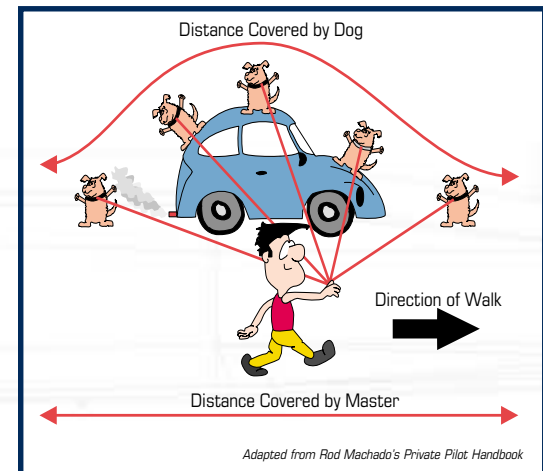 Distance Covered by Dog
Direction of Walk
Distance Covered by Master
Adapted from Rod Machado's Private Pilot Handbook